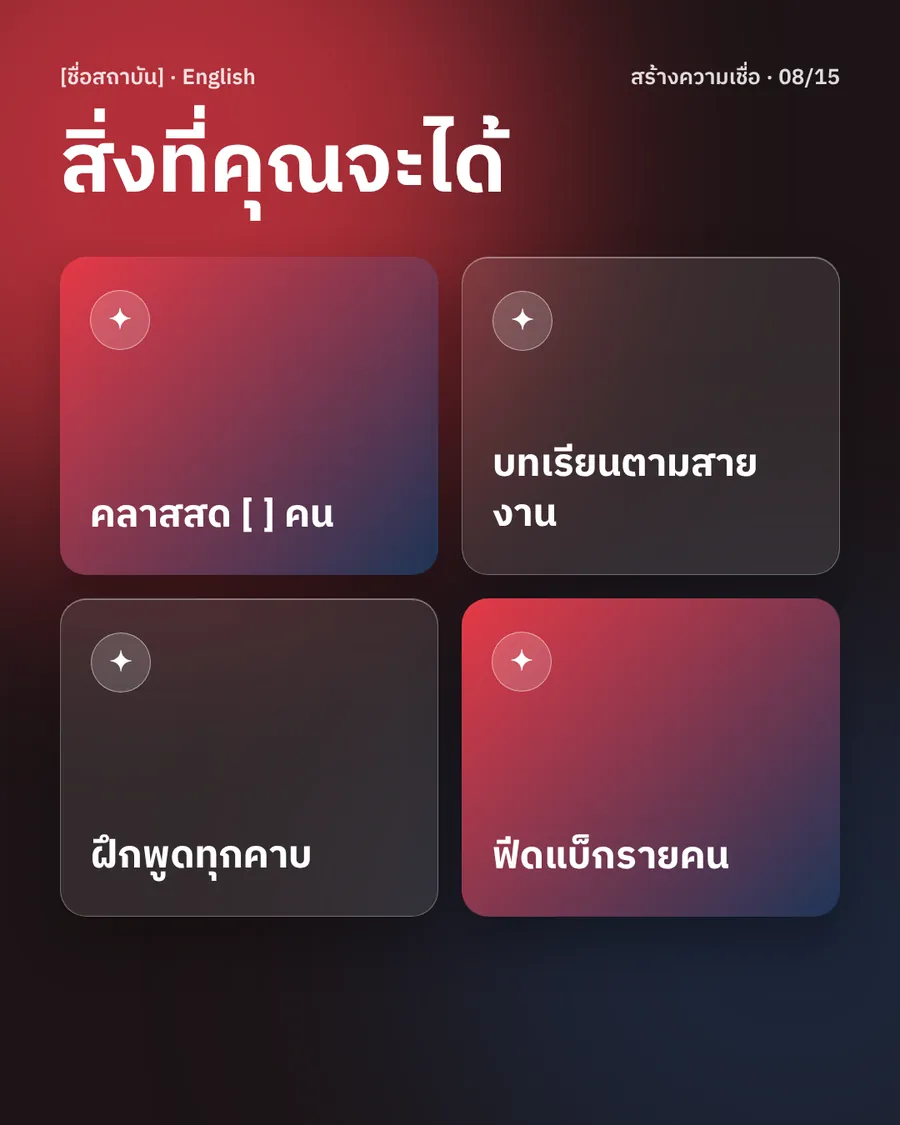 [ชื่อสถาบัน] · English
สร้างความเชื่อ · 08/15
สิ่งที่คุณจะได้
คลาสสด [ ] คน
บทเรียนตามสาย
งาน
ฝึกพูดทุกคาบ
ฟีดแบ็กรายคน